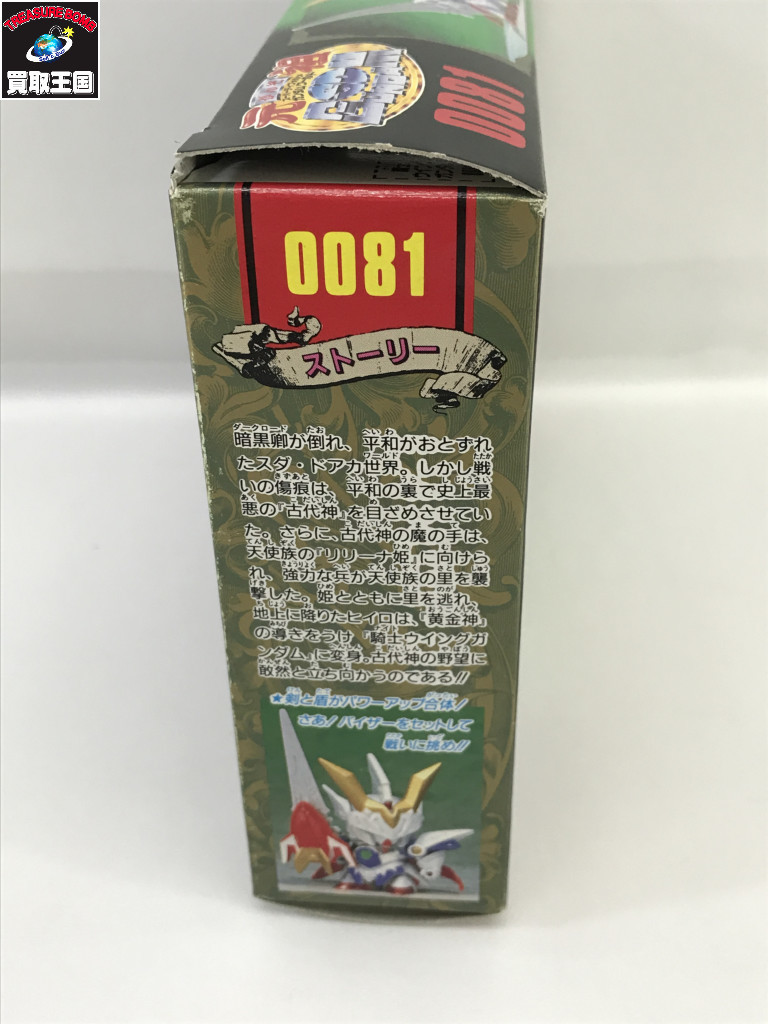 TREASURE BOMB
買取王国
元祖
SD
GUNDAM
0081
0081
ストーリー
暗黒卿が倒れ、平和がおとずれ
たスダ・ドアカ世界。しかし戦
いの傷痕は、平和の裏で史上最
悪の『古代神』を目ざめさせてい
た。さらに、古代神の魔の手は、
天使族の『リリーナ姫』に向けら
れ、強力な兵が天使族の里を襲
撃した。姫とともに里を逃れ、
地上に降りたヒイロは、『黄金神』
の導きをうけ『騎士ウイングガ
ンダム』に変身。古代神の野望に
敢然と立ち向かうのである!!
★剣と盾がパワーアップ合体!
さあ!バイザーをセットして
戦いに挑め!!